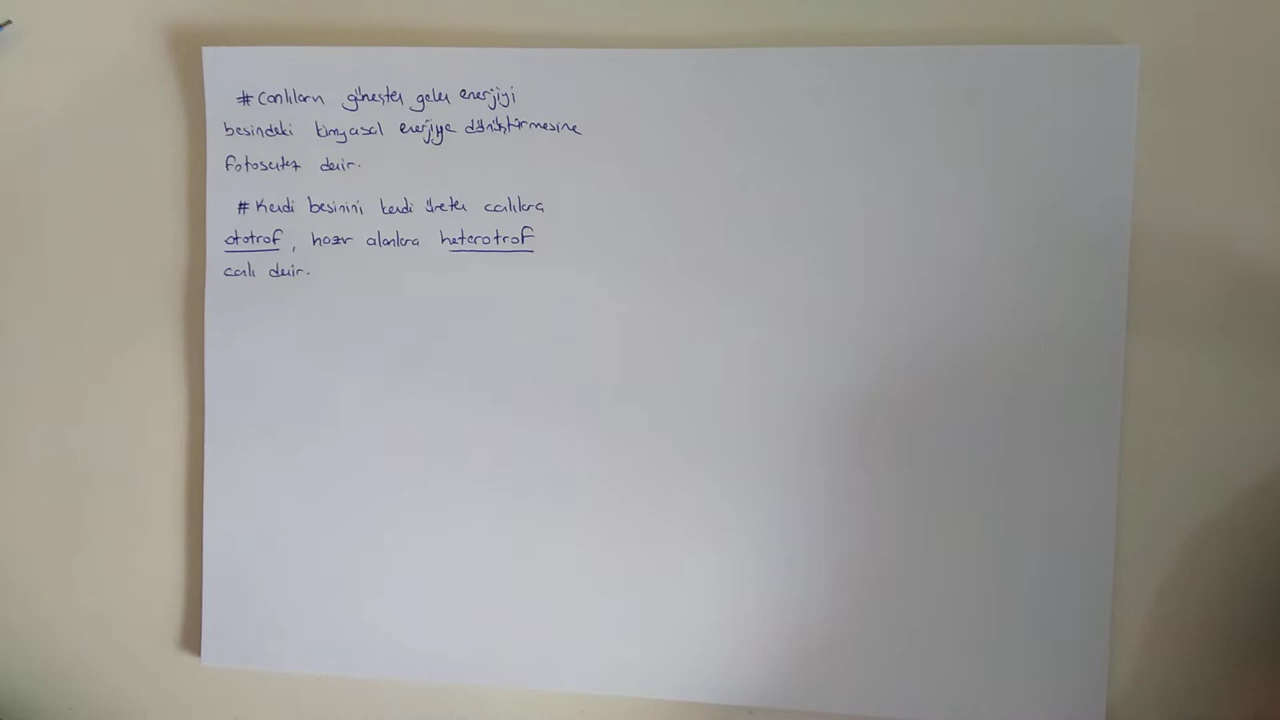 # Canlıların güneşten gelen enerjiyi
besindeki kimyasal enerjiye dönüştürmesine
fotosentez denir.
# Kendi besinini kendi üreten canlılara
ototrof, hazır alanlara heterotrof
canlı denir.